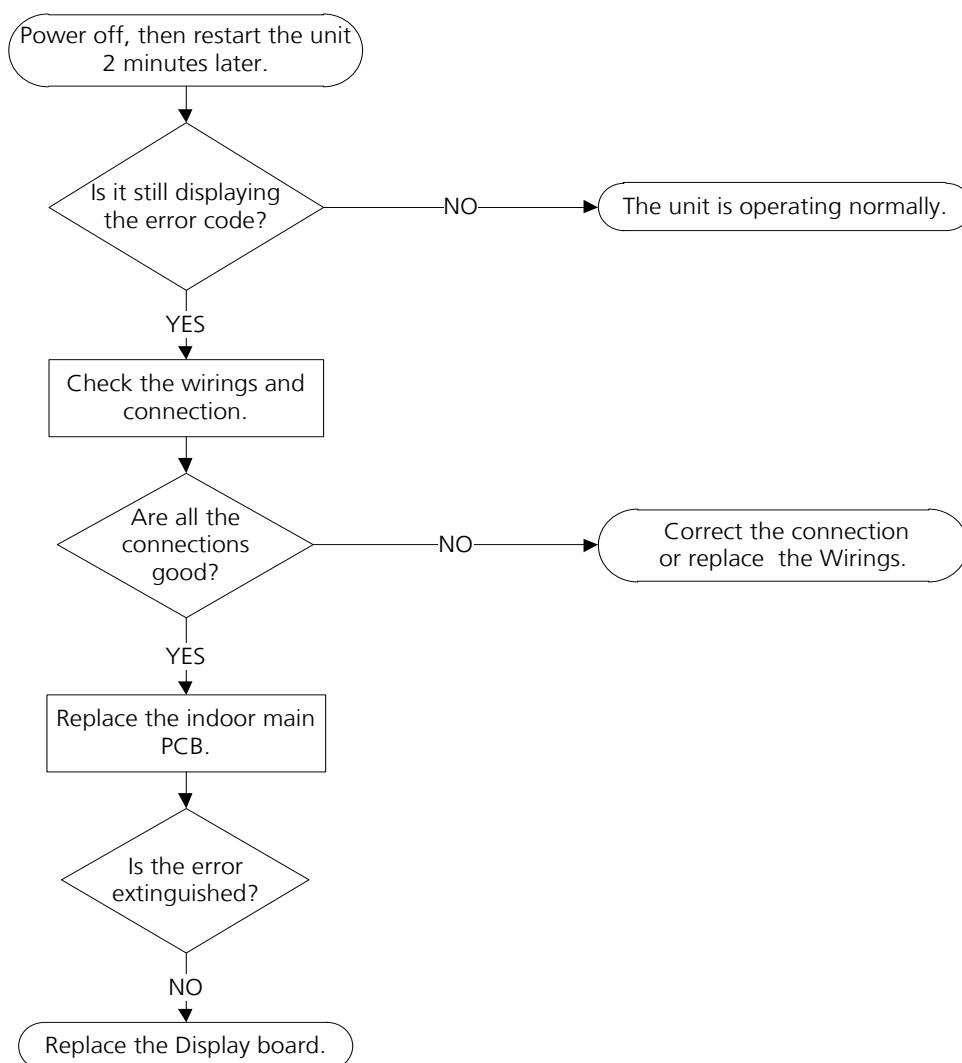 Power off, then restart the unit
2 minutes later.
Is it still displaying
the error code?
NO
The unit is operating normally.
YES
Check the wirings and
connection.
Are all the
connections
good?
NO
Correct the connection
or replace the Wirings.
YES
Replace the indoor main
PCB.
Is the error
extinguished?
NO
Replace the Display board.